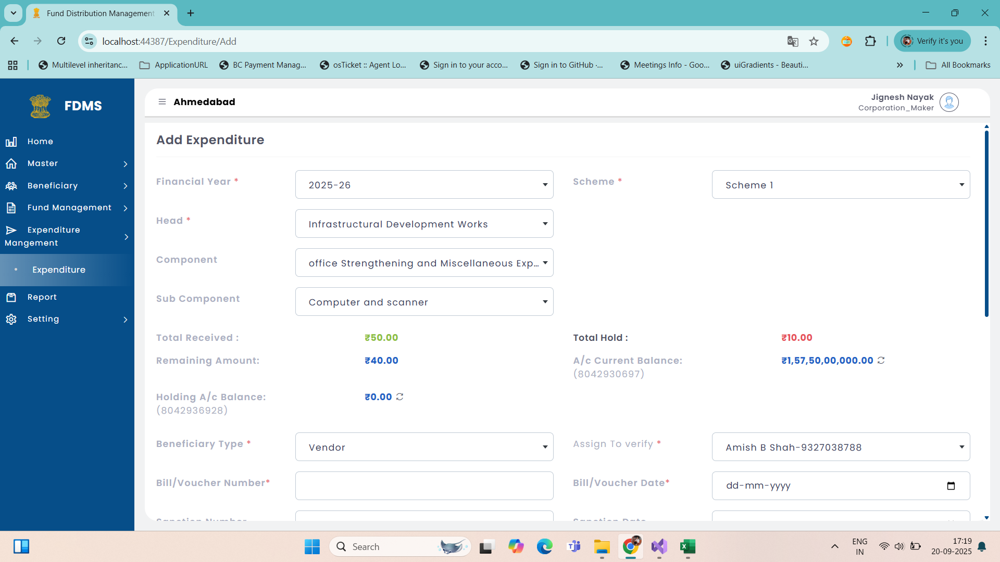 Fund Distribution Management
localhost:44387/Expenditure/Add
Verify it's you
Multilevel inheritanc...
ApplicationURL
BC Payment Manag...
osTicket :: Agent Lo...
Sign in to your acco...
Sign in to GitHub ·...
Meetings Info - Goo...
uiGradients - Beauti...
All Bookmarks
FDMS
Ahmedabad
Jignesh Nayak
Corporation_Maker
Home
Master
Beneficiary
Fund Management
Expenditure
Mangement
Expenditure
Report
Setting
Add Expenditure
Financial Year * 2025-26 Scheme * Scheme 1
Head * Infrastructural Development Works
Component office Strengthening and Miscellaneous Exp...
Sub Component Computer and scanner
Total Received : ₹50.00 Total Hold : ₹10.00
Remaining Amount: ₹40.00 A/c Current Balance: ₹1,57,50,00,000.00
(8042930697)
Holding A/c Balance: ₹0.00
(8042936928)
Beneficiary Type * Vendor Assign To verify * Amish B Shah-9327038788
Bill/Voucher Number* Bill/Voucher Date* dd-mm-yyyy
Sanction Number Sanction Date
Search
ENG
IN
17:19
20-09-2025